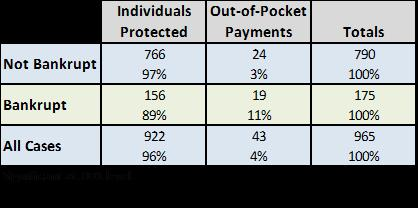 Individuals Protected Out-of-Pocket Payments Totals
Not Bankrupt 766 24 790
97% 3% 100%
Bankrupt 156 19 175
89% 11% 100%
All Cases 922 43 965
96% 4% 100%